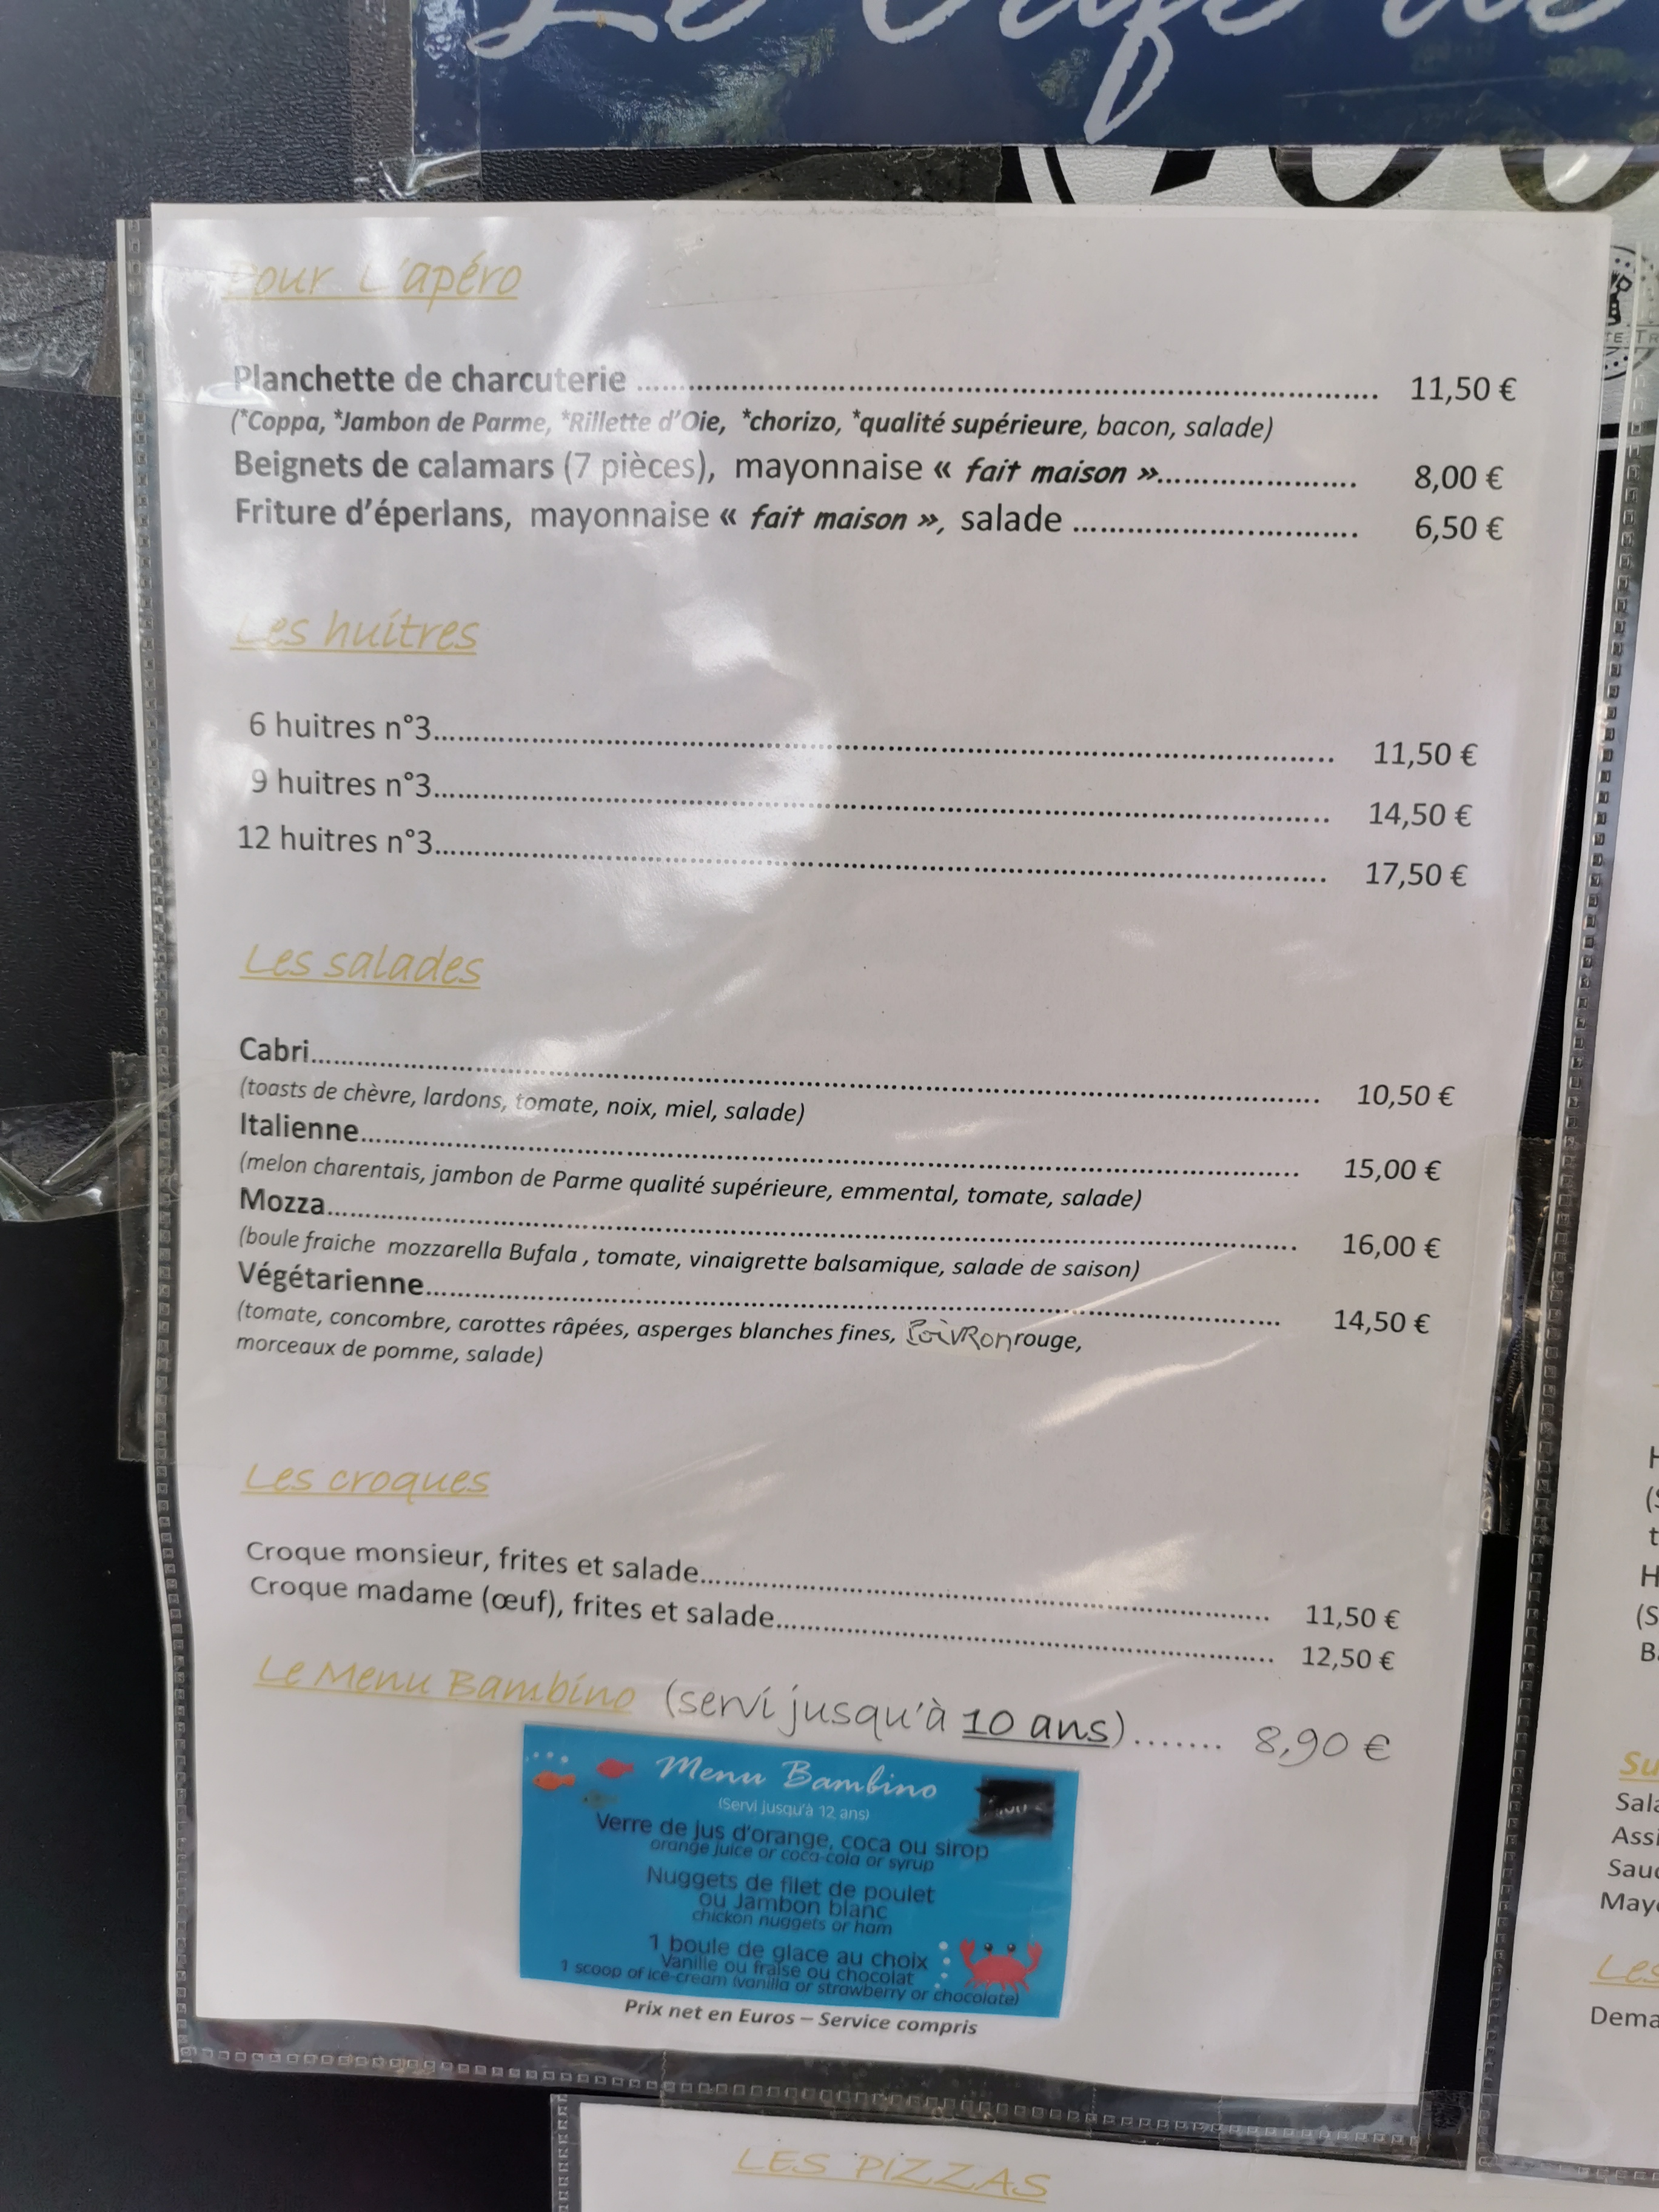 Le Café de
Pour L'apéro
Planchette de charcuterie ........................ 11,50 €
(*Coppa, *Jambon de Parme, *Rillette d'Oie, *chorizo, *qualité supérieure, bacon, salade)
Beignets de calamars (7 pièces), mayonnaise « fait maison »........................ 8,00 €
Friture d'éperlans, mayonnaise « fait maison », salade ........................ 6,50 €
Les huitres
6 huitres n°3........................ 11,50 €
9 huitres n°3........................ 14,50 €
12 huitres n°3........................ 17,50 €
Les salades
Cabri........................ 10,50 €
(toasts de chèvre, lardons, tomate, noix, miel, salade)
Italienne........................ 15,00 €
(melon charentais, jambon de Parme qualité supérieure, emmental, tomate, salade)
Mozza........................ 16,00 €
(boule fraiche mozzarella Bufala , tomate, vinaigrette balsamique, salade de saison)
Végétarienne........................ 14,50 €
(tomate, concombre, carottes râpées, asperges blanches fines, POIVRON rouge,
morceaux de pomme, salade)
Les croques
Croque monsieur, frites et salade........................ 11,50 €
Croque madame (œuf), frites et salade........................ 12,50 €
Le Menu Bambino (servi jusqu'à 10 ans)....... 8,90 €
Menu Bambino
(Servi jusqu'à 12 ans)
Verre de jus d'orange, coca ou sirop
orange juice or coca-cola or syrup
Nuggets de filet de poulet
ou Jambon blanc
chickon nuggets or ham
1 boule de glace au choix
Vanille ou fraise ou chocolat
1 scoop of ice-cream (vanilla or strawberry or chocolate)
Prix net en Euros – Service compris
LES PIZZAS